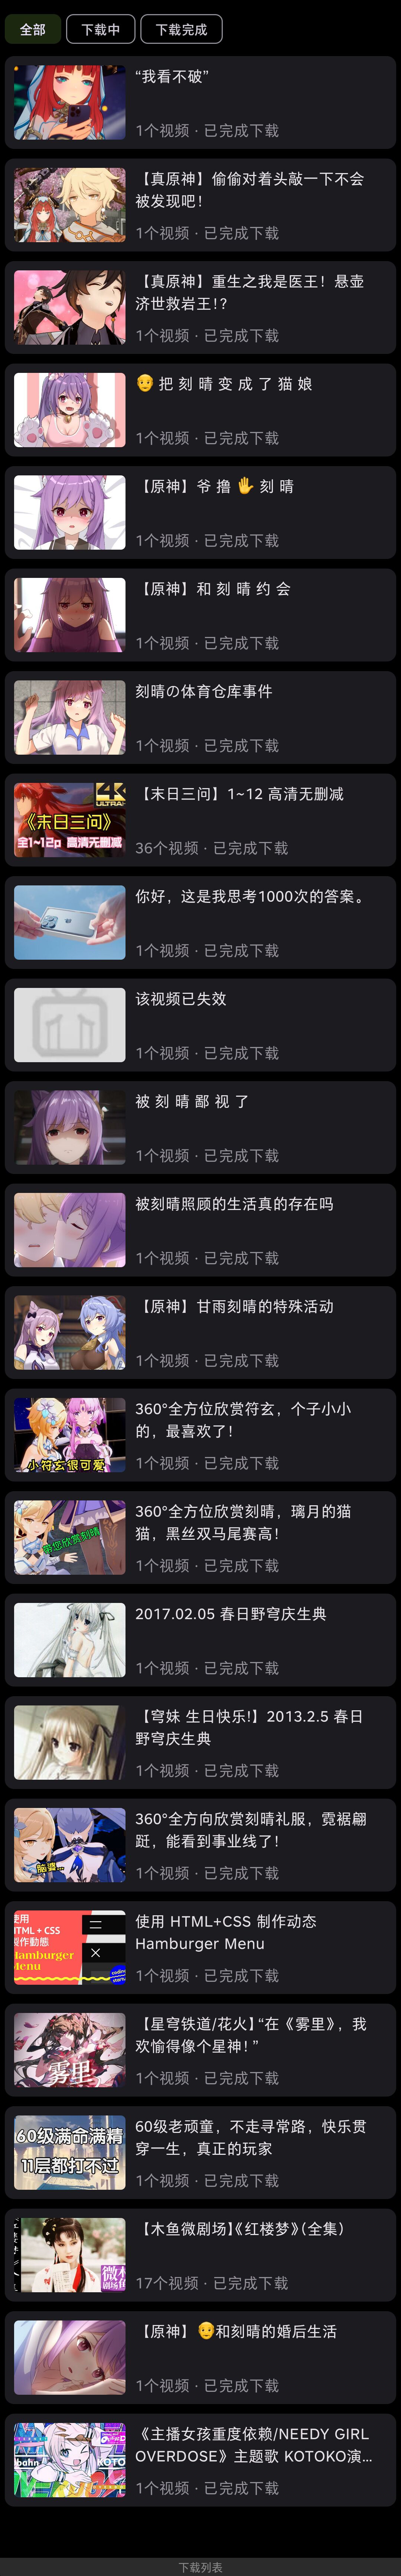 全部
下载中
下载完成
“我看不破”
1个视频 · 已完成下载
【真原神】偷偷对着头敲一下不会
被发现吧！
1个视频 · 已完成下载
【真原神】重生之我是医王！悬壶
济世救岩王!?
1个视频 · 已完成下载
👴 把 刻 晴 变 成 了 猫 娘
1个视频 · 已完成下载
【原神】爷 撸 🤚 刻 晴
1个视频 · 已完成下载
【原神】和 刻 晴 约 会
1个视频 · 已完成下载
刻晴の体育仓库事件
1个视频 · 已完成下载
4K
ULTRA
《末日三问》
全1~12p 高清无删减
【末日三问】1~12 高清无删减
36个视频 · 已完成下载
你好，这是我思考1000次的答案。
1个视频 · 已完成下载
该视频已失效
1个视频 · 已完成下载
被 刻 晴 鄙 视 了
1个视频 · 已完成下载
被刻晴照顾的生活真的存在吗
1个视频 · 已完成下载
【原神】甘雨刻晴的特殊活动
1个视频 · 已完成下载
小符玄很可爱
360°全方位欣赏符玄，个子小小
的，最喜欢了！
1个视频 · 已完成下载
带您欣赏刻晴
360°全方位欣赏刻晴，璃月的猫
猫，黑丝双马尾赛高！
1个视频 · 已完成下载
2017.02.05 春日野穹庆生典
1个视频 · 已完成下载
【穹妹 生日快乐!】2013.2.5 春日
野穹庆生典
1个视频 · 已完成下载
脑婆...
360°全方向欣赏刻晴礼服，霓裾翩
跹，能看到事业线了！
1个视频 · 已完成下载
使用
HTML + CSS
製作動態
Hamburger
Menu
使用 HTML+CSS 制作动态
Hamburger Menu
1个视频 · 已完成下载
雾里
【星穹铁道/花火】“在《雾里》，我
欢愉得像个星神！”
1个视频 · 已完成下载
60级满命满精
11层都打不过
60级老顽童，不走寻常路，快乐贯
穿一生，真正的玩家
1个视频 · 已完成下载
【木鱼微剧场】《红楼梦》（全集）
17个视频 · 已完成下载
【原神】👴和刻晴的婚后生活
1个视频 · 已完成下载
《主播女孩重度依赖/NEEDY GIRL
OVERDOSE》主题歌 KOTOKO演...
1个视频 · 已完成下载
下载列表